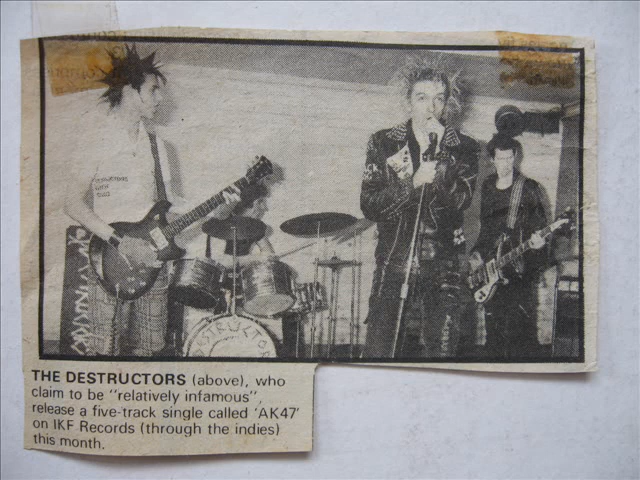 DESTRUCTORS
THE DESTRUCTORS (above), who
claim to be "relatively infamous",
release a five-track single called 'AK47'
on IKF Records (through the indies)
this month.